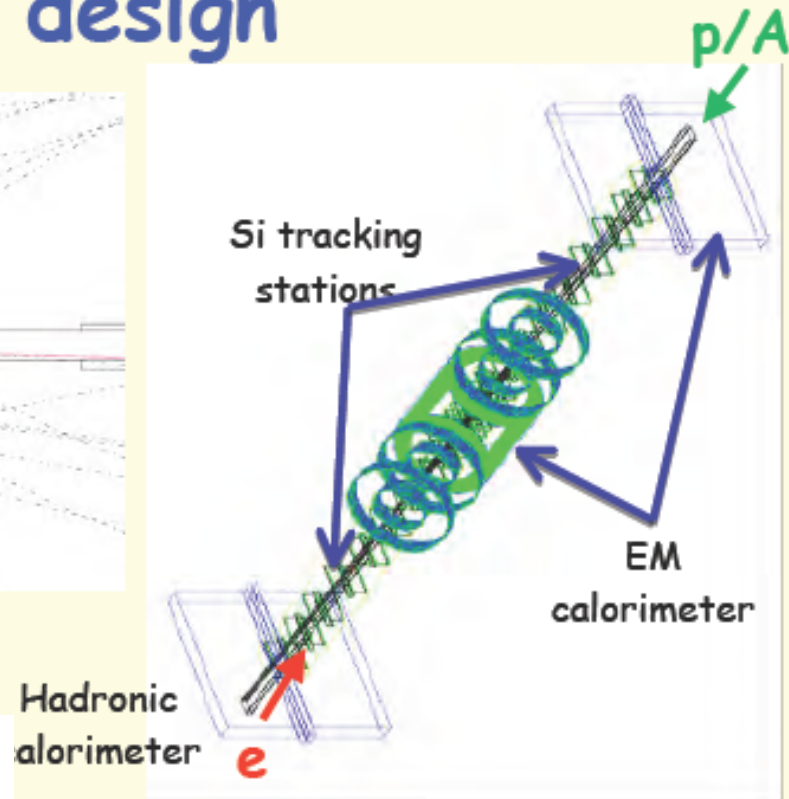 design
p/A
Si tracking
stations
EM
calorimeter
Hadronic
alorimeter
e